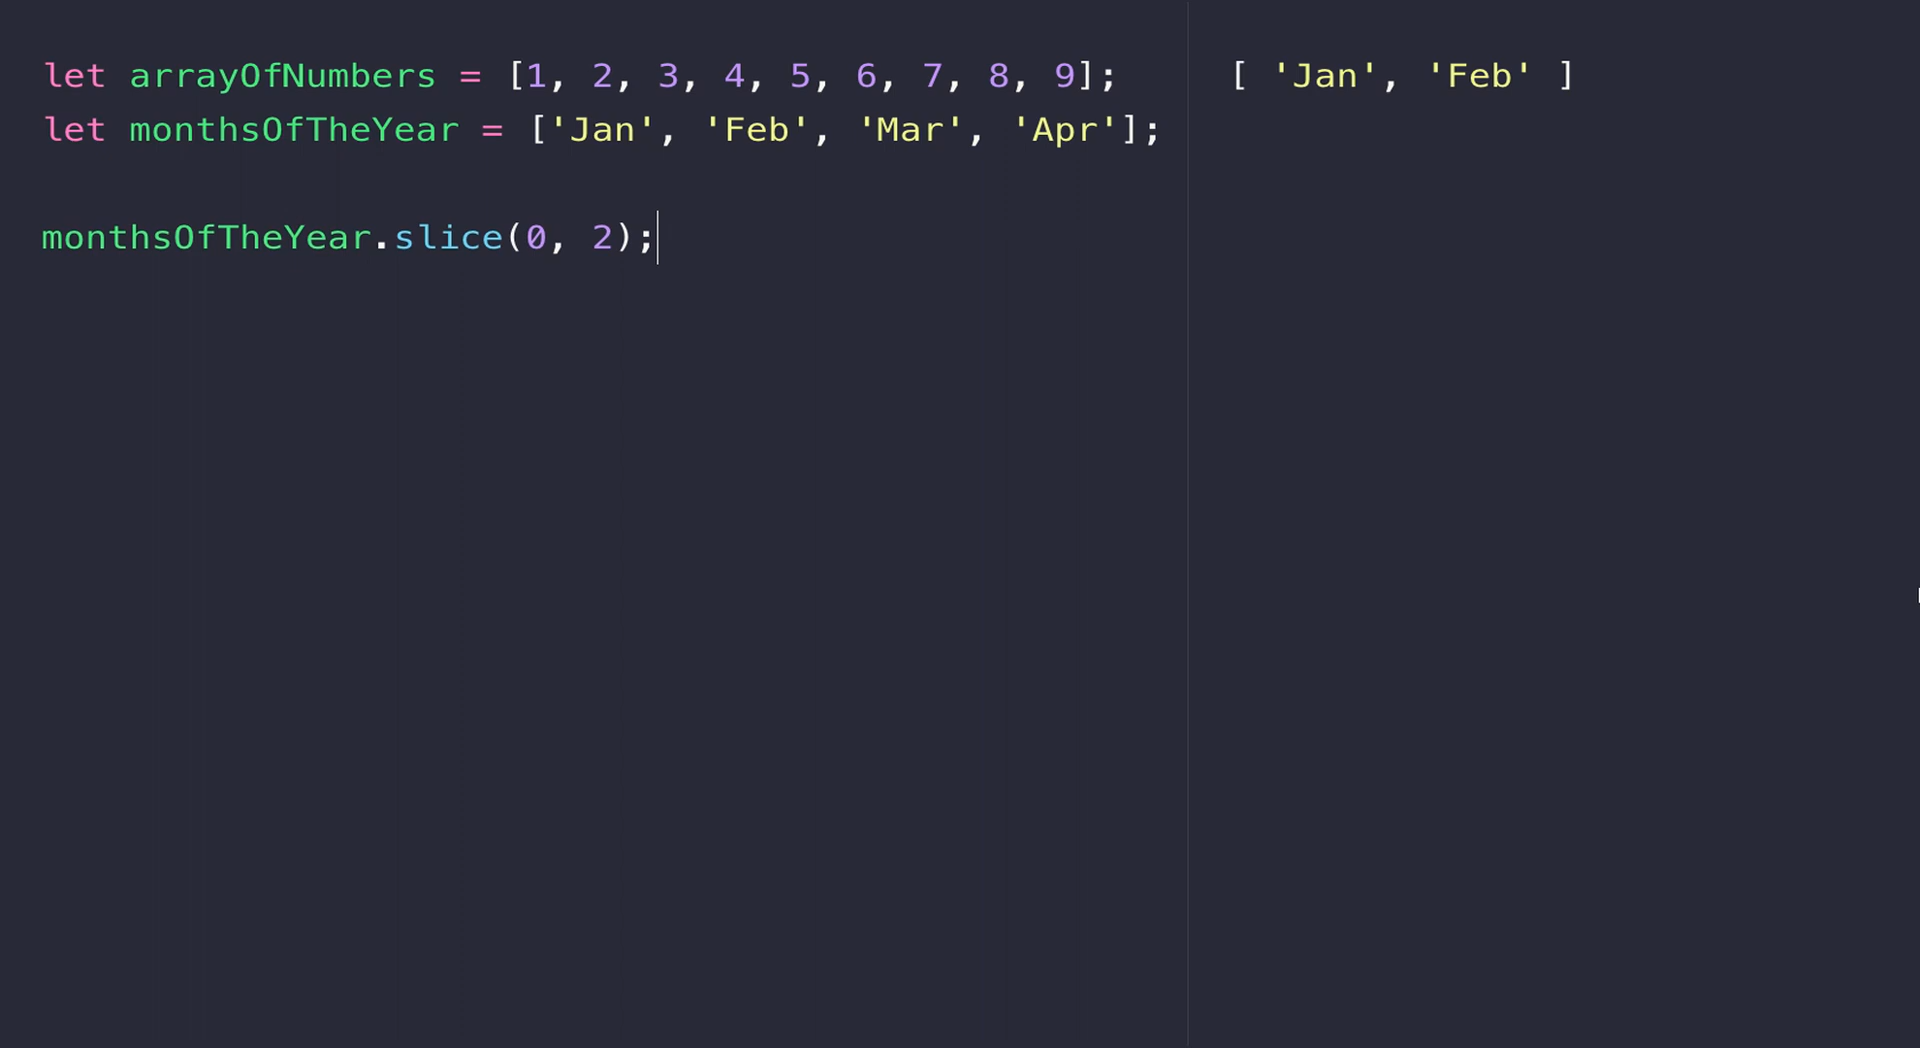 let arrayOfNumbers = [1, 2, 3, 4, 5, 6, 7, 8, 9];
let monthsOfTheYear = ['Jan', 'Feb', 'Mar', 'Apr'];
monthsOfTheYear.slice(0, 2);
[ 'Jan', 'Feb' ]